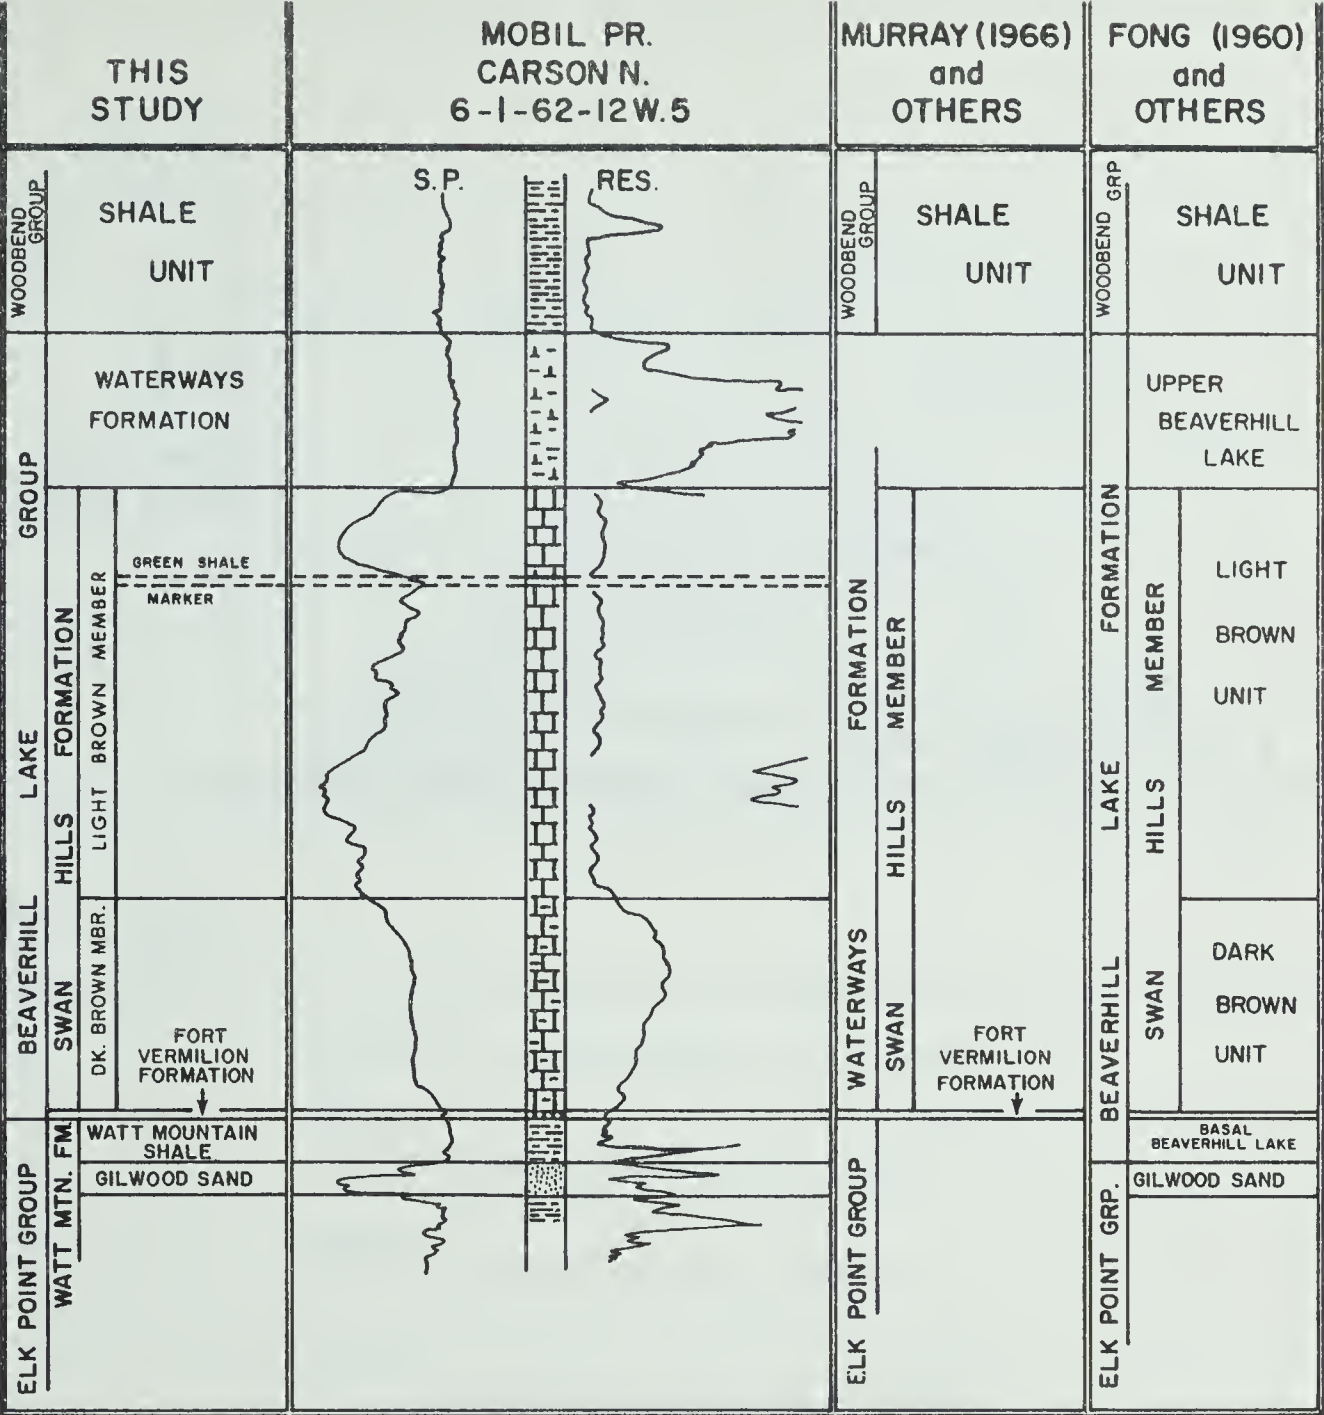 THIS
STUDY
MOBIL PR.
CARSON N.
6-1-62-12W.5
MURRAY (1966)
and
OTHERS
FONG (1960)
and
OTHERS
WOODBEND
GROUP
SHALE
UNIT
S.P.
RES.
WOODBEND
GROUP
SHALE
UNIT
WOODBEND GRP
SHALE
UNIT
BEAVERHILL LAKE GROUP
WATERWAYS
FORMATION
SWAN HILLS FORMATION
LIGHT BROWN MEMBER
GREEN SHALE
MARKER
DK. BROWN MBR.
FORT
VERMILION
FORMATION
ELK POINT GROUP
WATT MTN. FM.
WATT MOUNTAIN
SHALE
GILWOOD SAND
WATERWAYS FORMATION
SWAN HILLS MEMBER
FORT
VERMILION
FORMATION
ELK POINT GROUP
BEAVERHILL LAKE FORMATION
UPPER
BEAVERHILL
LAKE
SWAN HILLS MEMBER
LIGHT
BROWN
UNIT
DARK
BROWN
UNIT
BASAL
BEAVERHILL LAKE
GILWOOD SAND
ELK POINT GRP.